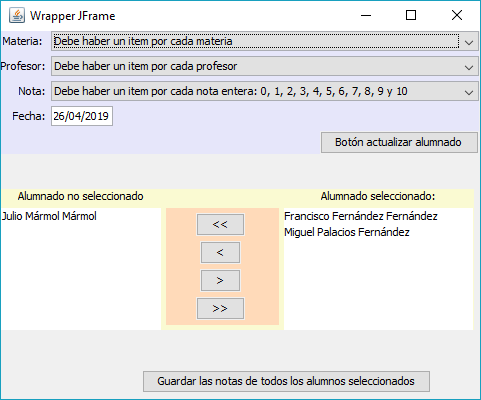 Wrapper JFrame
Materia: Debe haber un item por cada materia
Profesor: Debe haber un item por cada profesor
Nota: Debe haber un item por cada nota entera: 0, 1, 2, 3, 4, 5, 6, 7, 8, 9 y 10
Fecha: 26/04/2019
Botón actualizar alumnado
Alumnado no seleccionado
Alumnado seleccionado:
Julio Mármol Mármol
<<
<
>
>>
Francisco Fernández Fernández
Miguel Palacios Fernández
Guardar las notas de todos los alumnos seleccionados